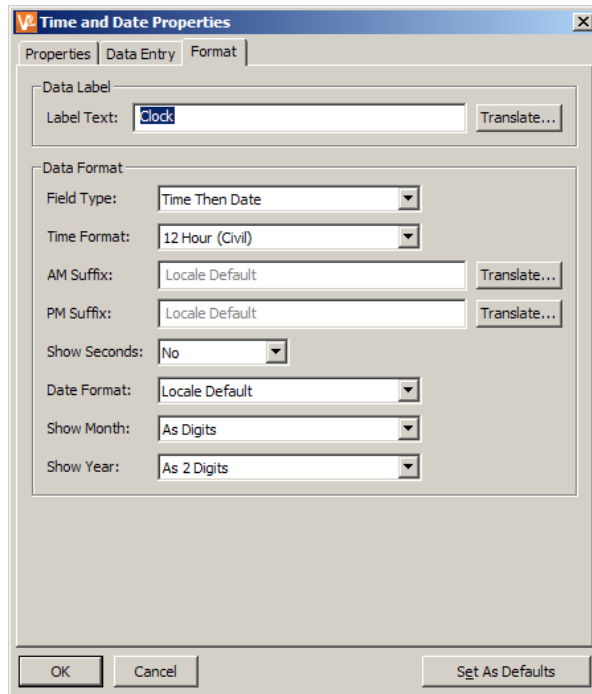 Time and Date Properties
Properties Data Entry Format
Data Label
Label Text: Clock Translate...
Data Format
Field Type: Time Then Date
Time Format: 12 Hour (Civil)
AM Suffix: Locale Default Translate...
PM Suffix: Locale Default Translate...
Show Seconds: No
Date Format: Locale Default
Show Month: As Digits
Show Year: As 2 Digits
OK Cancel Set As Defaults